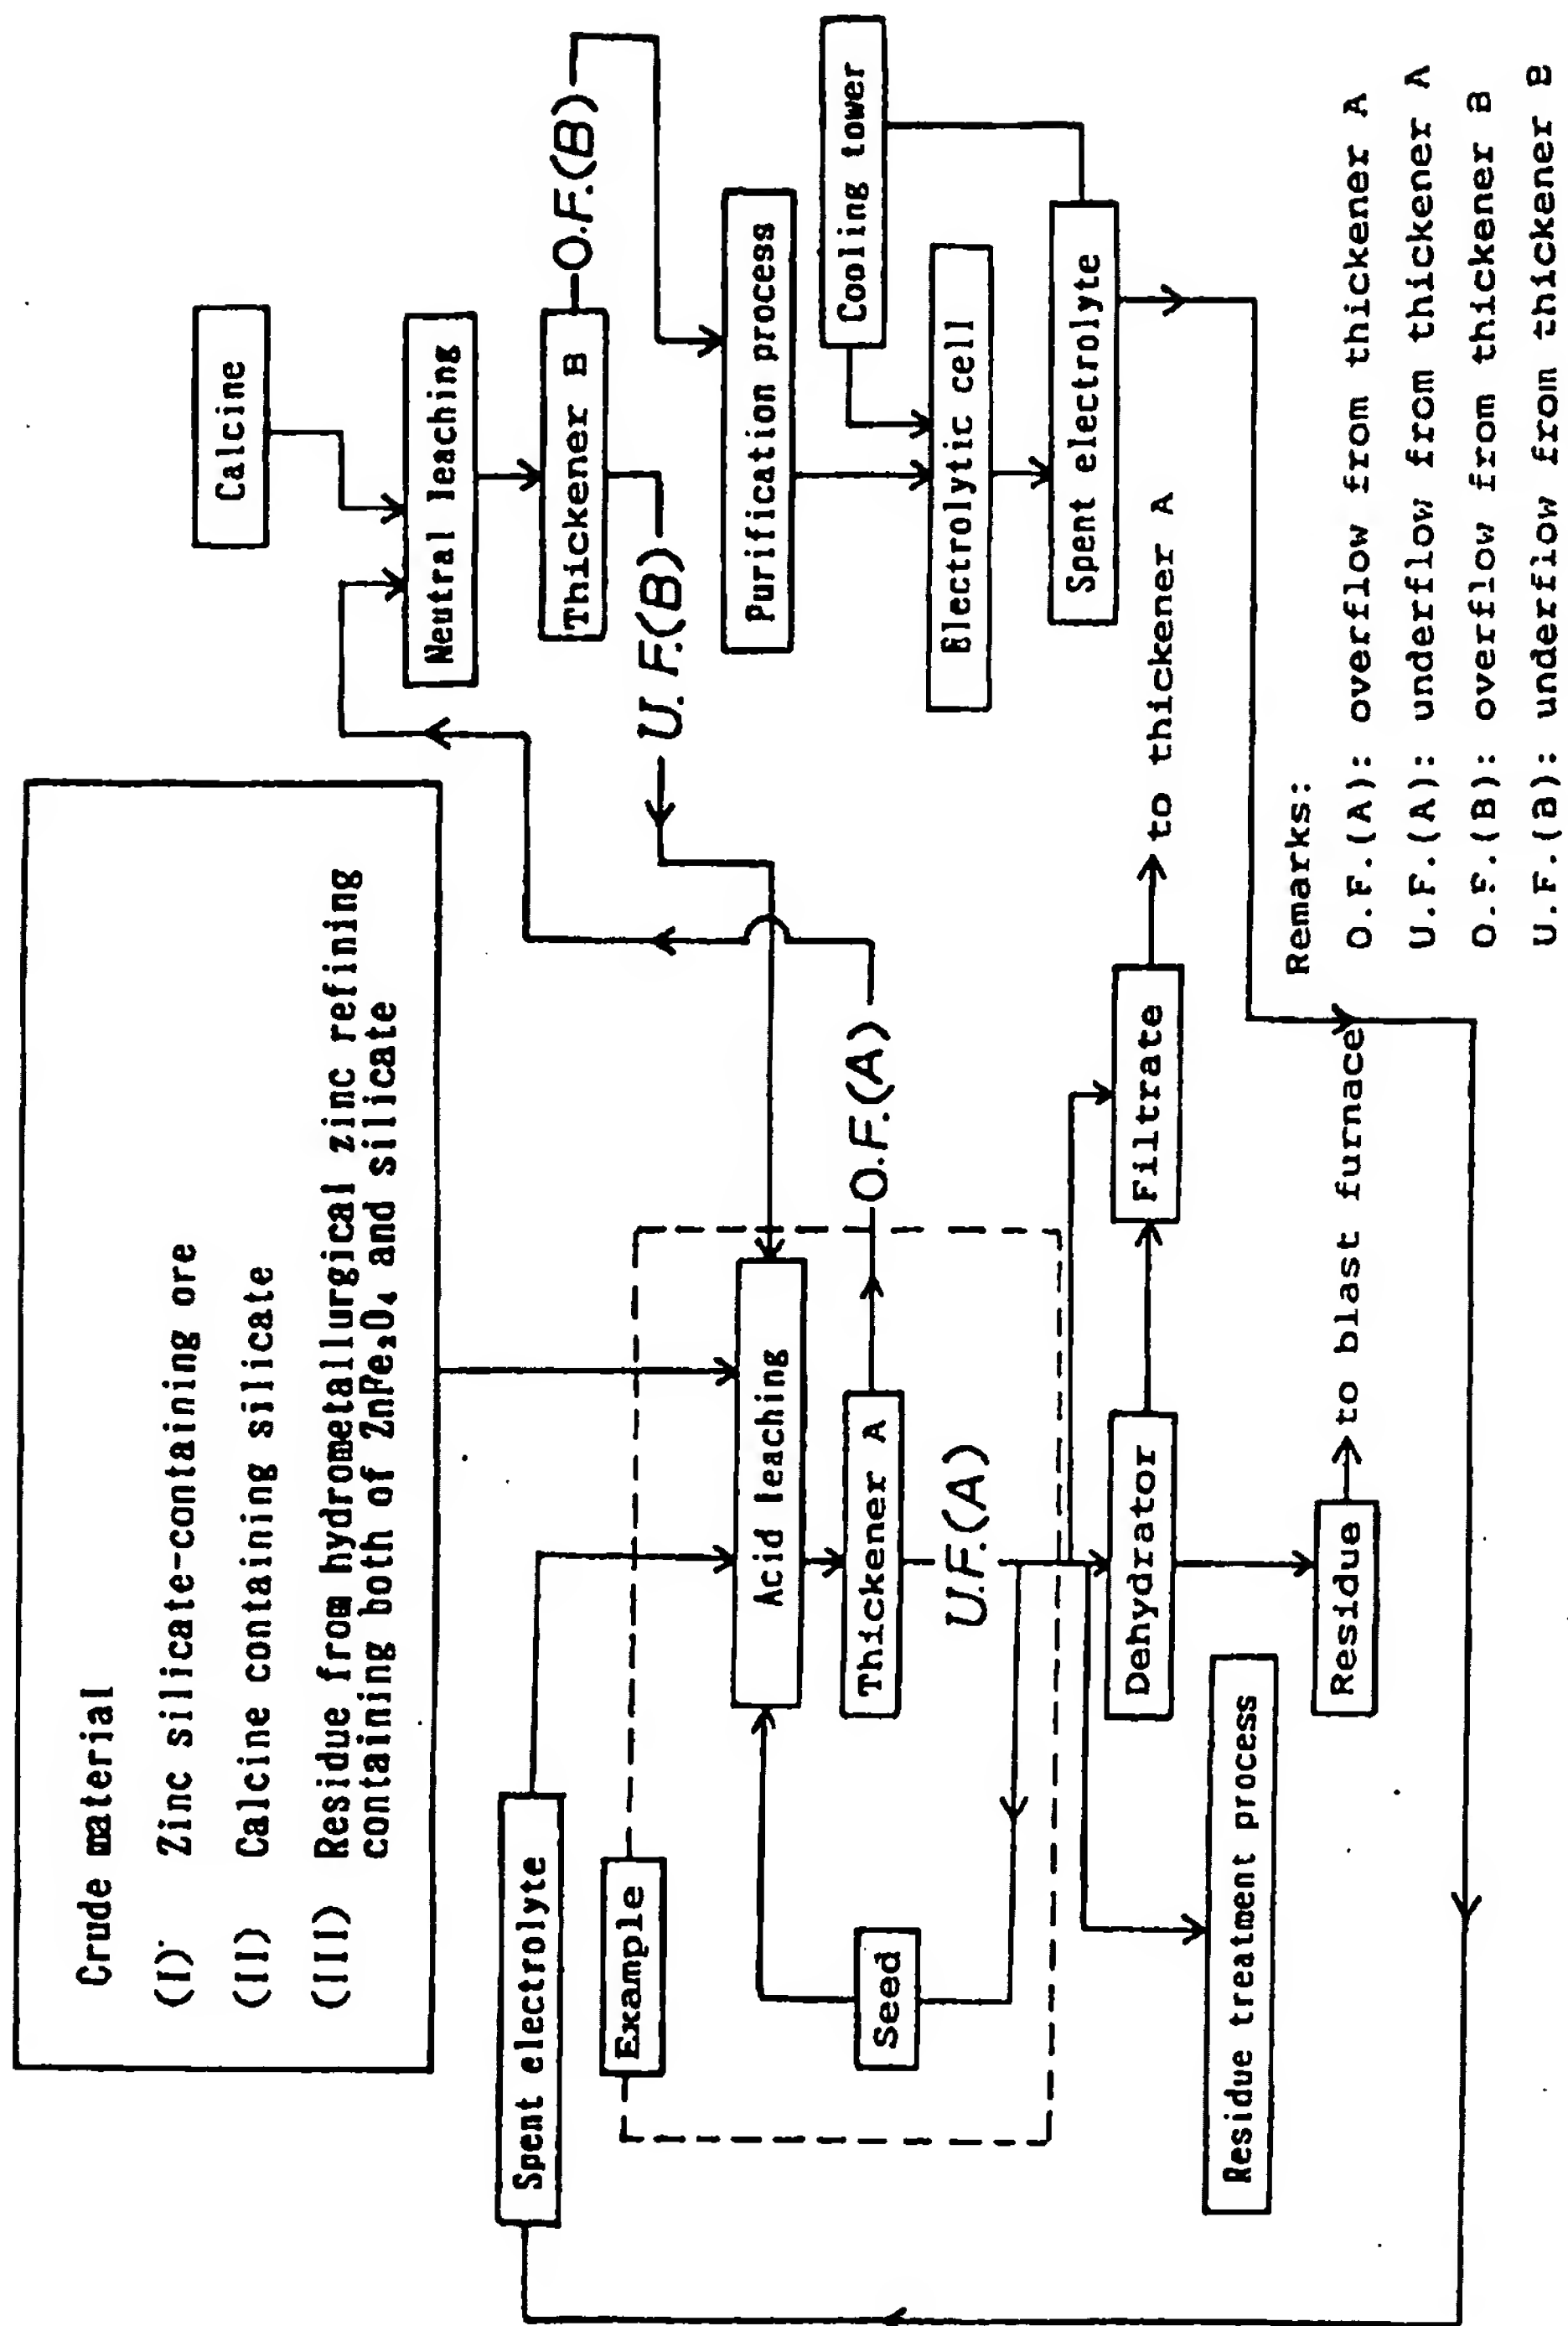 Crude material
(I) Zinc silicate-containing ore
(II) Calcine containing silicate
(III) Residue from hydrometallurgical zinc refining
containing both of ZnFe₂O₄ and silicate
Calcine
Neutral leaching
Thickener B
O.F.(B)
U.F.(B)
Purification process
Cooling tower
Electrolytic cell
Spent electrolyte
Spent electrolyte
Example
Acid leaching
Thickener A
O.F.(A)
U.F.(A)
Seed
Dehydrator
Filtrate
to thickener A
Residue treatment process
Residue
to blast furnace
Remarks:
O.F.(A): overflow from thickener A
U.F.(A): underflow from thickener A
O.F.(B): overflow from thickener B
U.F.(B): underflow from thickener B